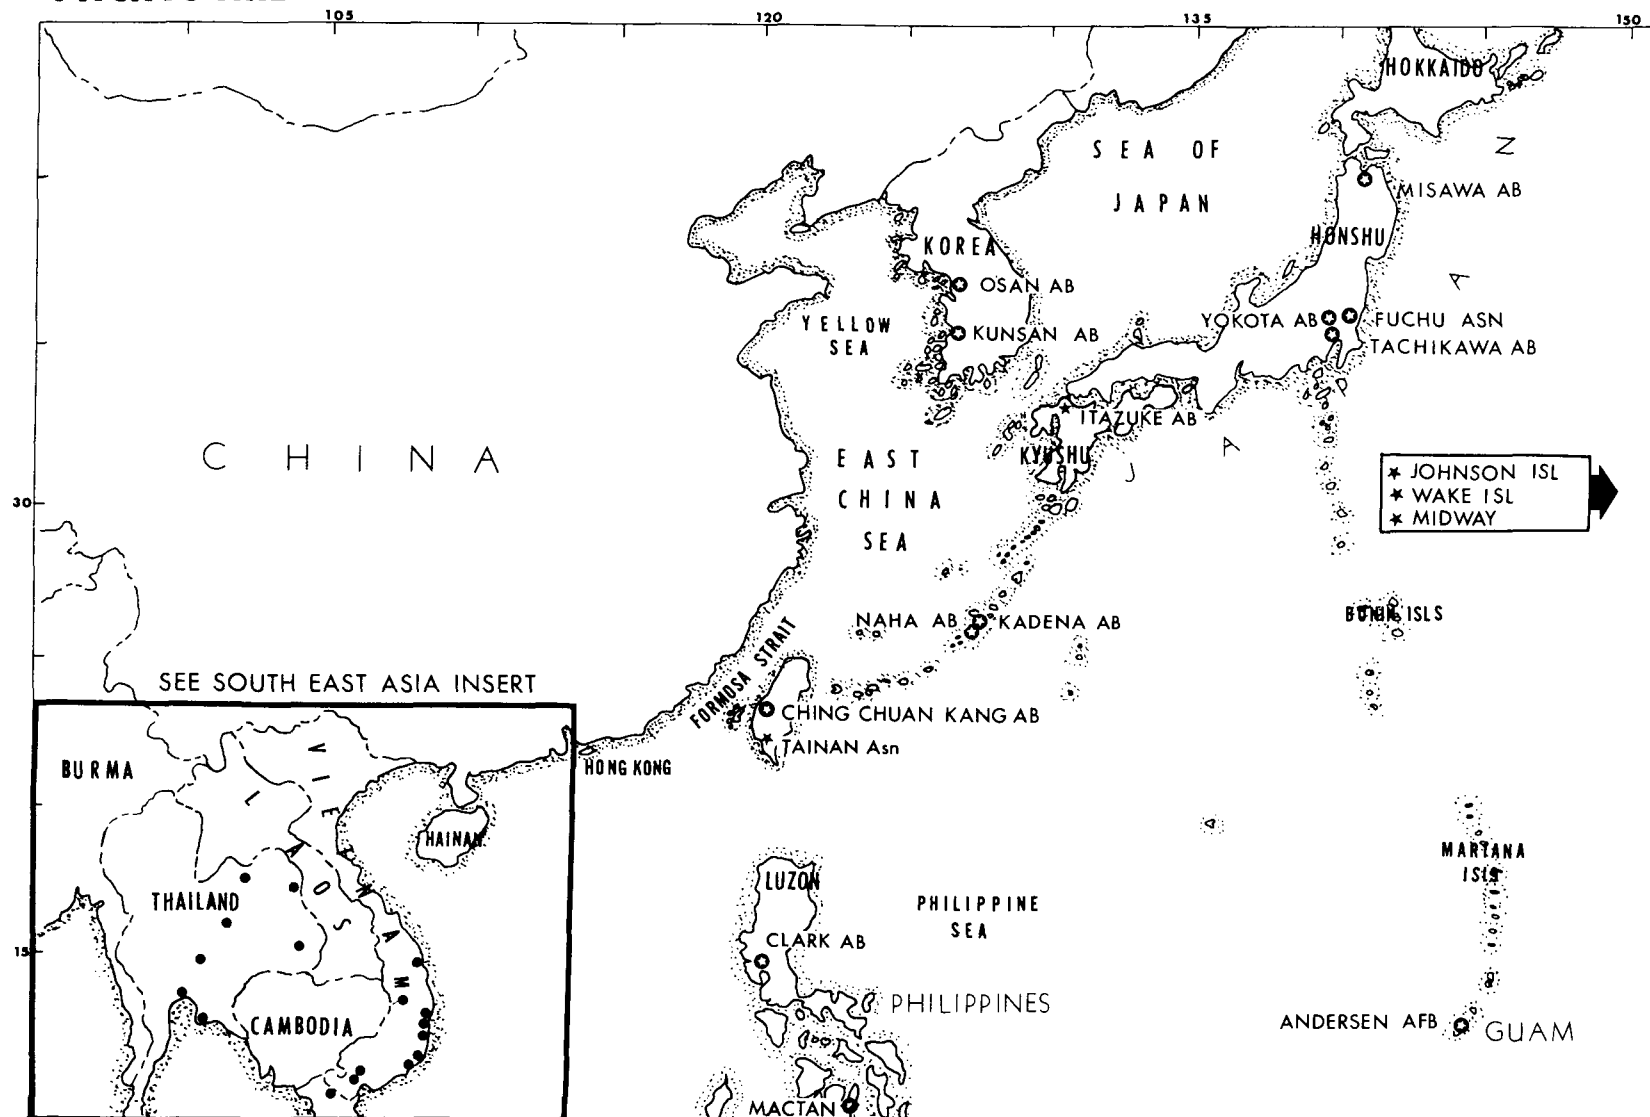 105 120 135 150
HOKKAIDO
SEA OF
JAPAN
MISAWA AB
HONSHU
KOREA
OSAN AB
YELLOW
SEA
KUNSAN AB
YOKOTA AB
FUCHU ASN
TACHIKAWA AB
ITAZUKE AB
KYUSHU
JAPAN
CHINA
EAST
CHINA
SEA
30
JOHNSON ISL
WAKE ISL
MIDWAY
NAHA AB
KADENA AB
BONIN ISLS
FORMOSA STRAIT
SEE SOUTH EAST ASIA INSERT
CHING CHUAN KANG AB
TAINAN Asn
HONG KONG
BURMA
VIETNAM
LAOS
HAINAN
THAILAND
LUZON
PHILIPPINE
SEA
MARIANA
ISLS
15
CLARK AB
PHILIPPINES
CAMBODIA
ANDERSEN AFB
GUAM
MACTAN